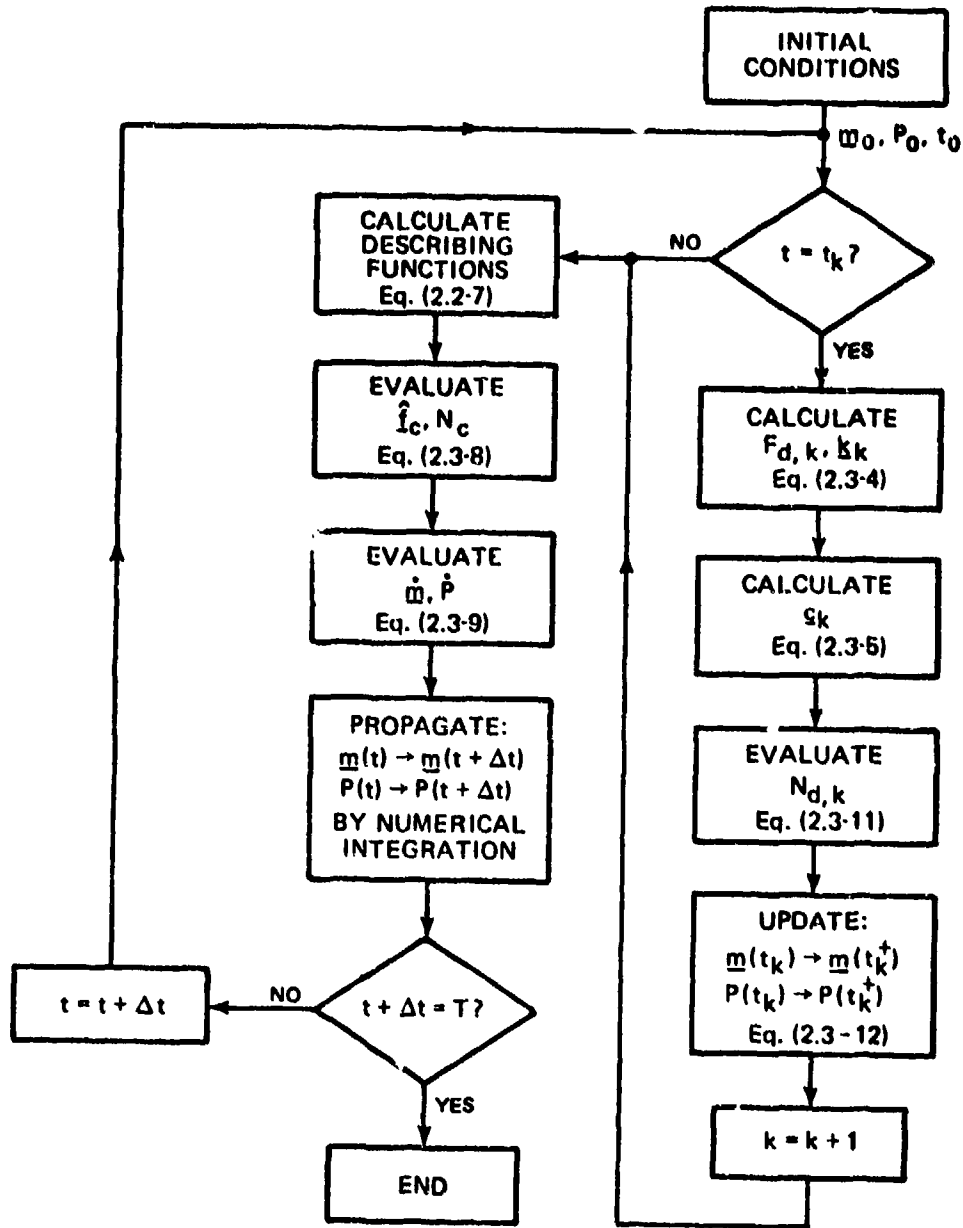 INITIAL
CONDITIONS
m̲₀, P₀, t₀
t = tₖ?
NO
YES
CALCULATE
DESCRIBING
FUNCTIONS
Eq. (2.2-7)
EVALUATE
f̲̂c, Nc
Eq. (2.3-8)
EVALUATE
ṁ̲, Ṗ
Eq. (2.3-9)
PROPAGATE:
m̲(t) → m̲(t + Δt)
P(t) → P(t + Δt)
BY NUMERICAL
INTEGRATION
t + Δt = T?
NO
t = t + Δt
YES
END
CALCULATE
Fd, k, k̲ₖ
Eq. (2.3-4)
CALCULATE
c̲ₖ
Eq. (2.3-5)
EVALUATE
Nd, k
Eq. (2.3-11)
UPDATE:
m̲(tₖ) → m̲(tₖ⁺)
P(tₖ) → P(tₖ⁺)
Eq. (2.3-12)
k = k + 1